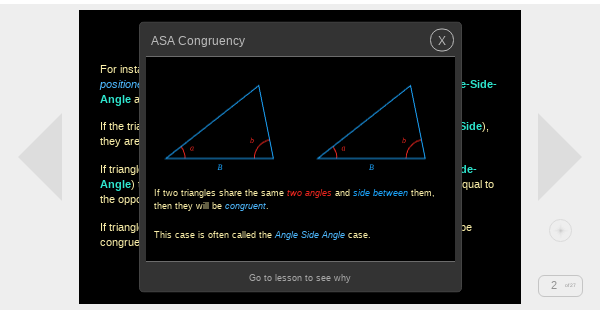 ASA Congruency
X
For insta
positione
e-Side-
Angle a
a
b
B
a
b
B
If the tria
Side),
they are
If triangl
de-
Angle) t
qual to
the oppo
If two triangles share the same two angles and side between them,
then they will be congruent.
If triangle
be
congrue
This case is often called the Angle Side Angle case.
Go to lesson to see why
2